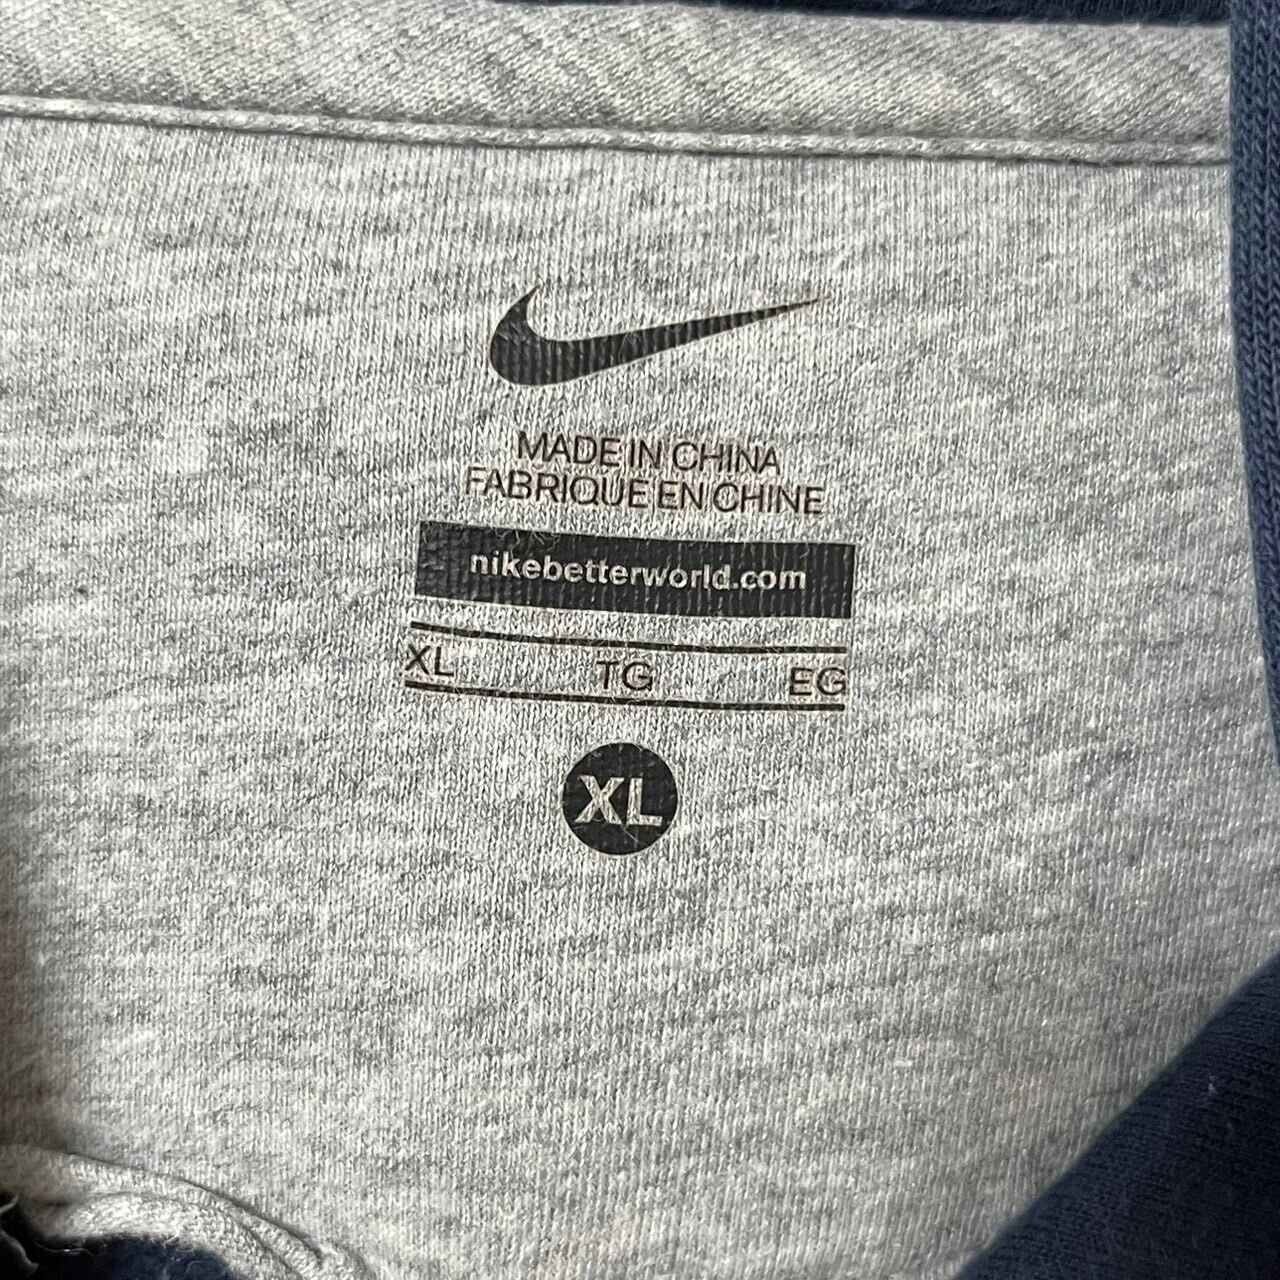 MADE IN CHINA
FABRIQUE EN CHINE
nikebetterworld.com
XL TG EG
XL